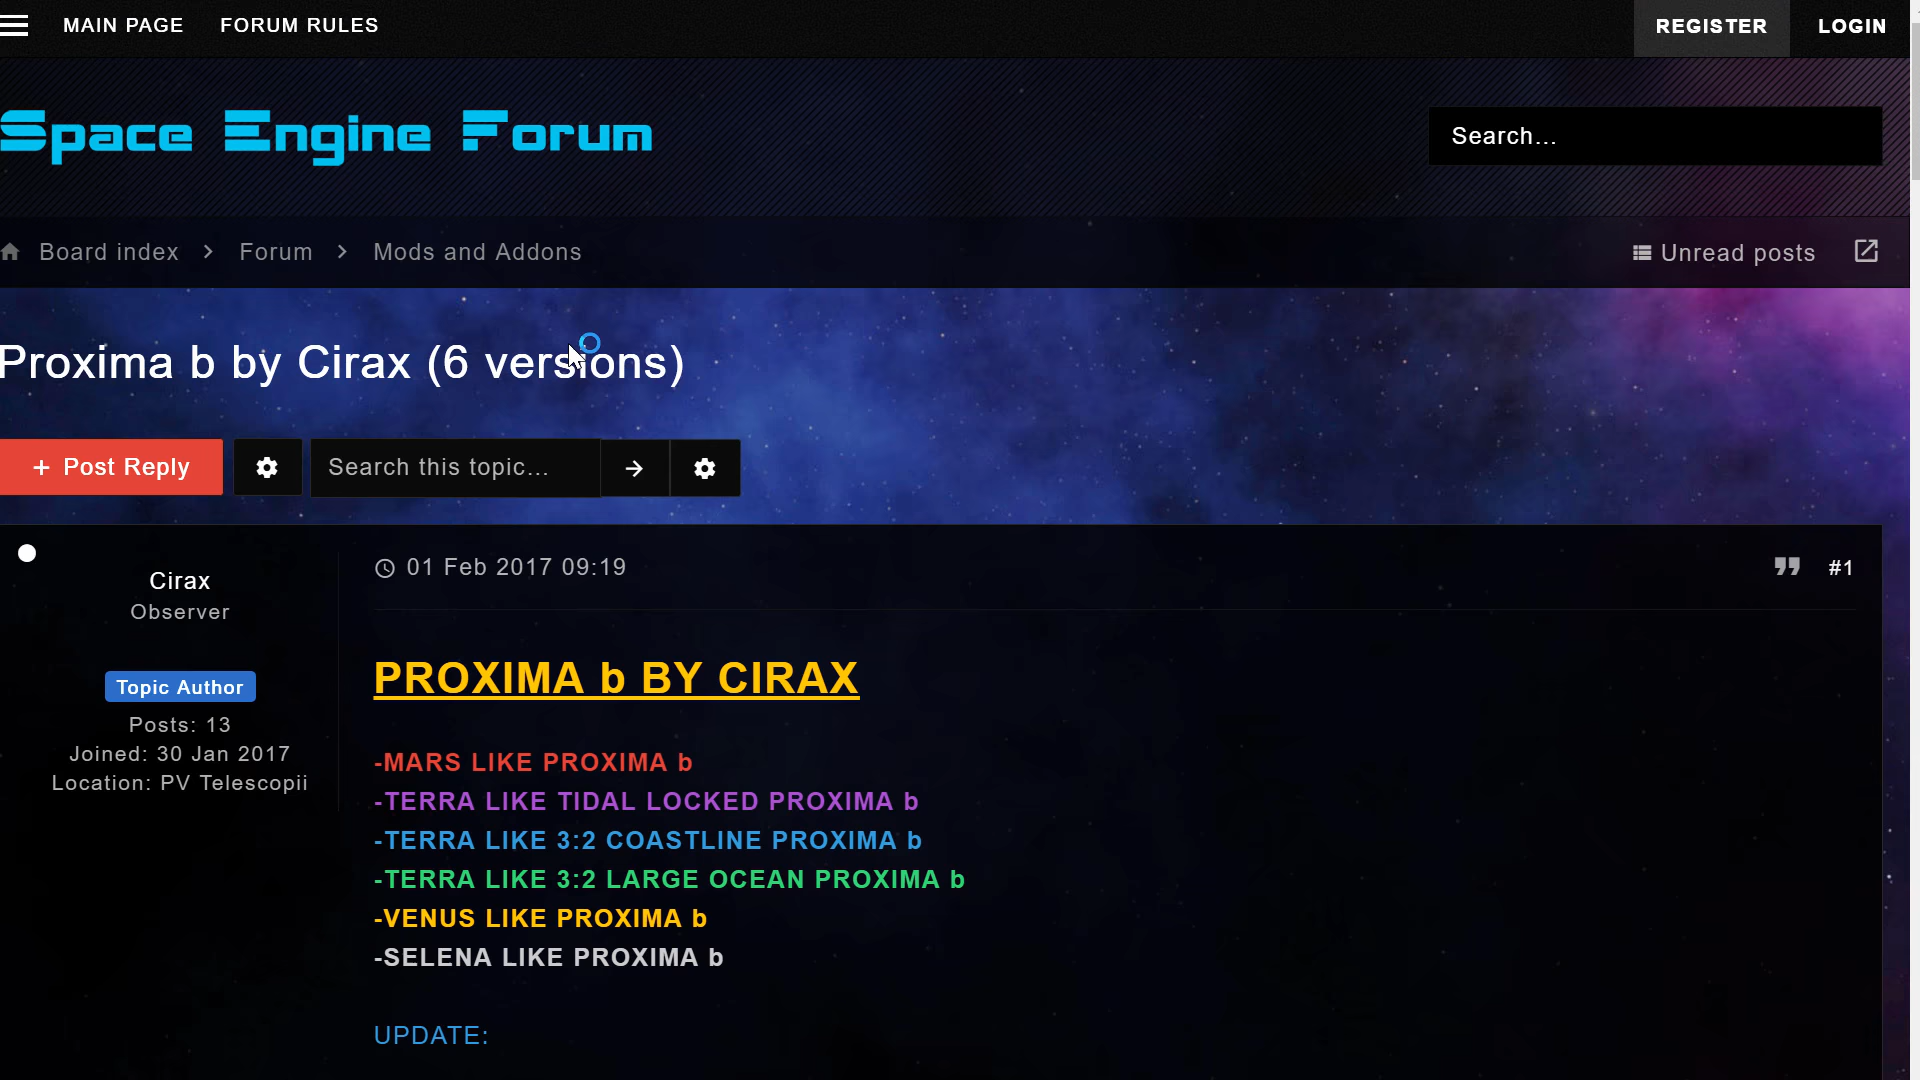 MAIN PAGE FORUM RULES REGISTER LOGIN
Space Engine Forum
Search...
Board index Forum Mods and Addons Unread posts
Proxima b by Cirax (6 versions)
+ Post Reply Search this topic...
01 Feb 2017 09:19 #1
Cirax
Observer
Topic Author
Posts: 13
Joined: 30 Jan 2017
Location: PV Telescopii
PROXIMA b BY CIRAX
-MARS LIKE PROXIMA b
-TERRA LIKE TIDAL LOCKED PROXIMA b
-TERRA LIKE 3:2 COASTLINE PROXIMA b
-TERRA LIKE 3:2 LARGE OCEAN PROXIMA b
-VENUS LIKE PROXIMA b
-SELENA LIKE PROXIMA b
UPDATE: